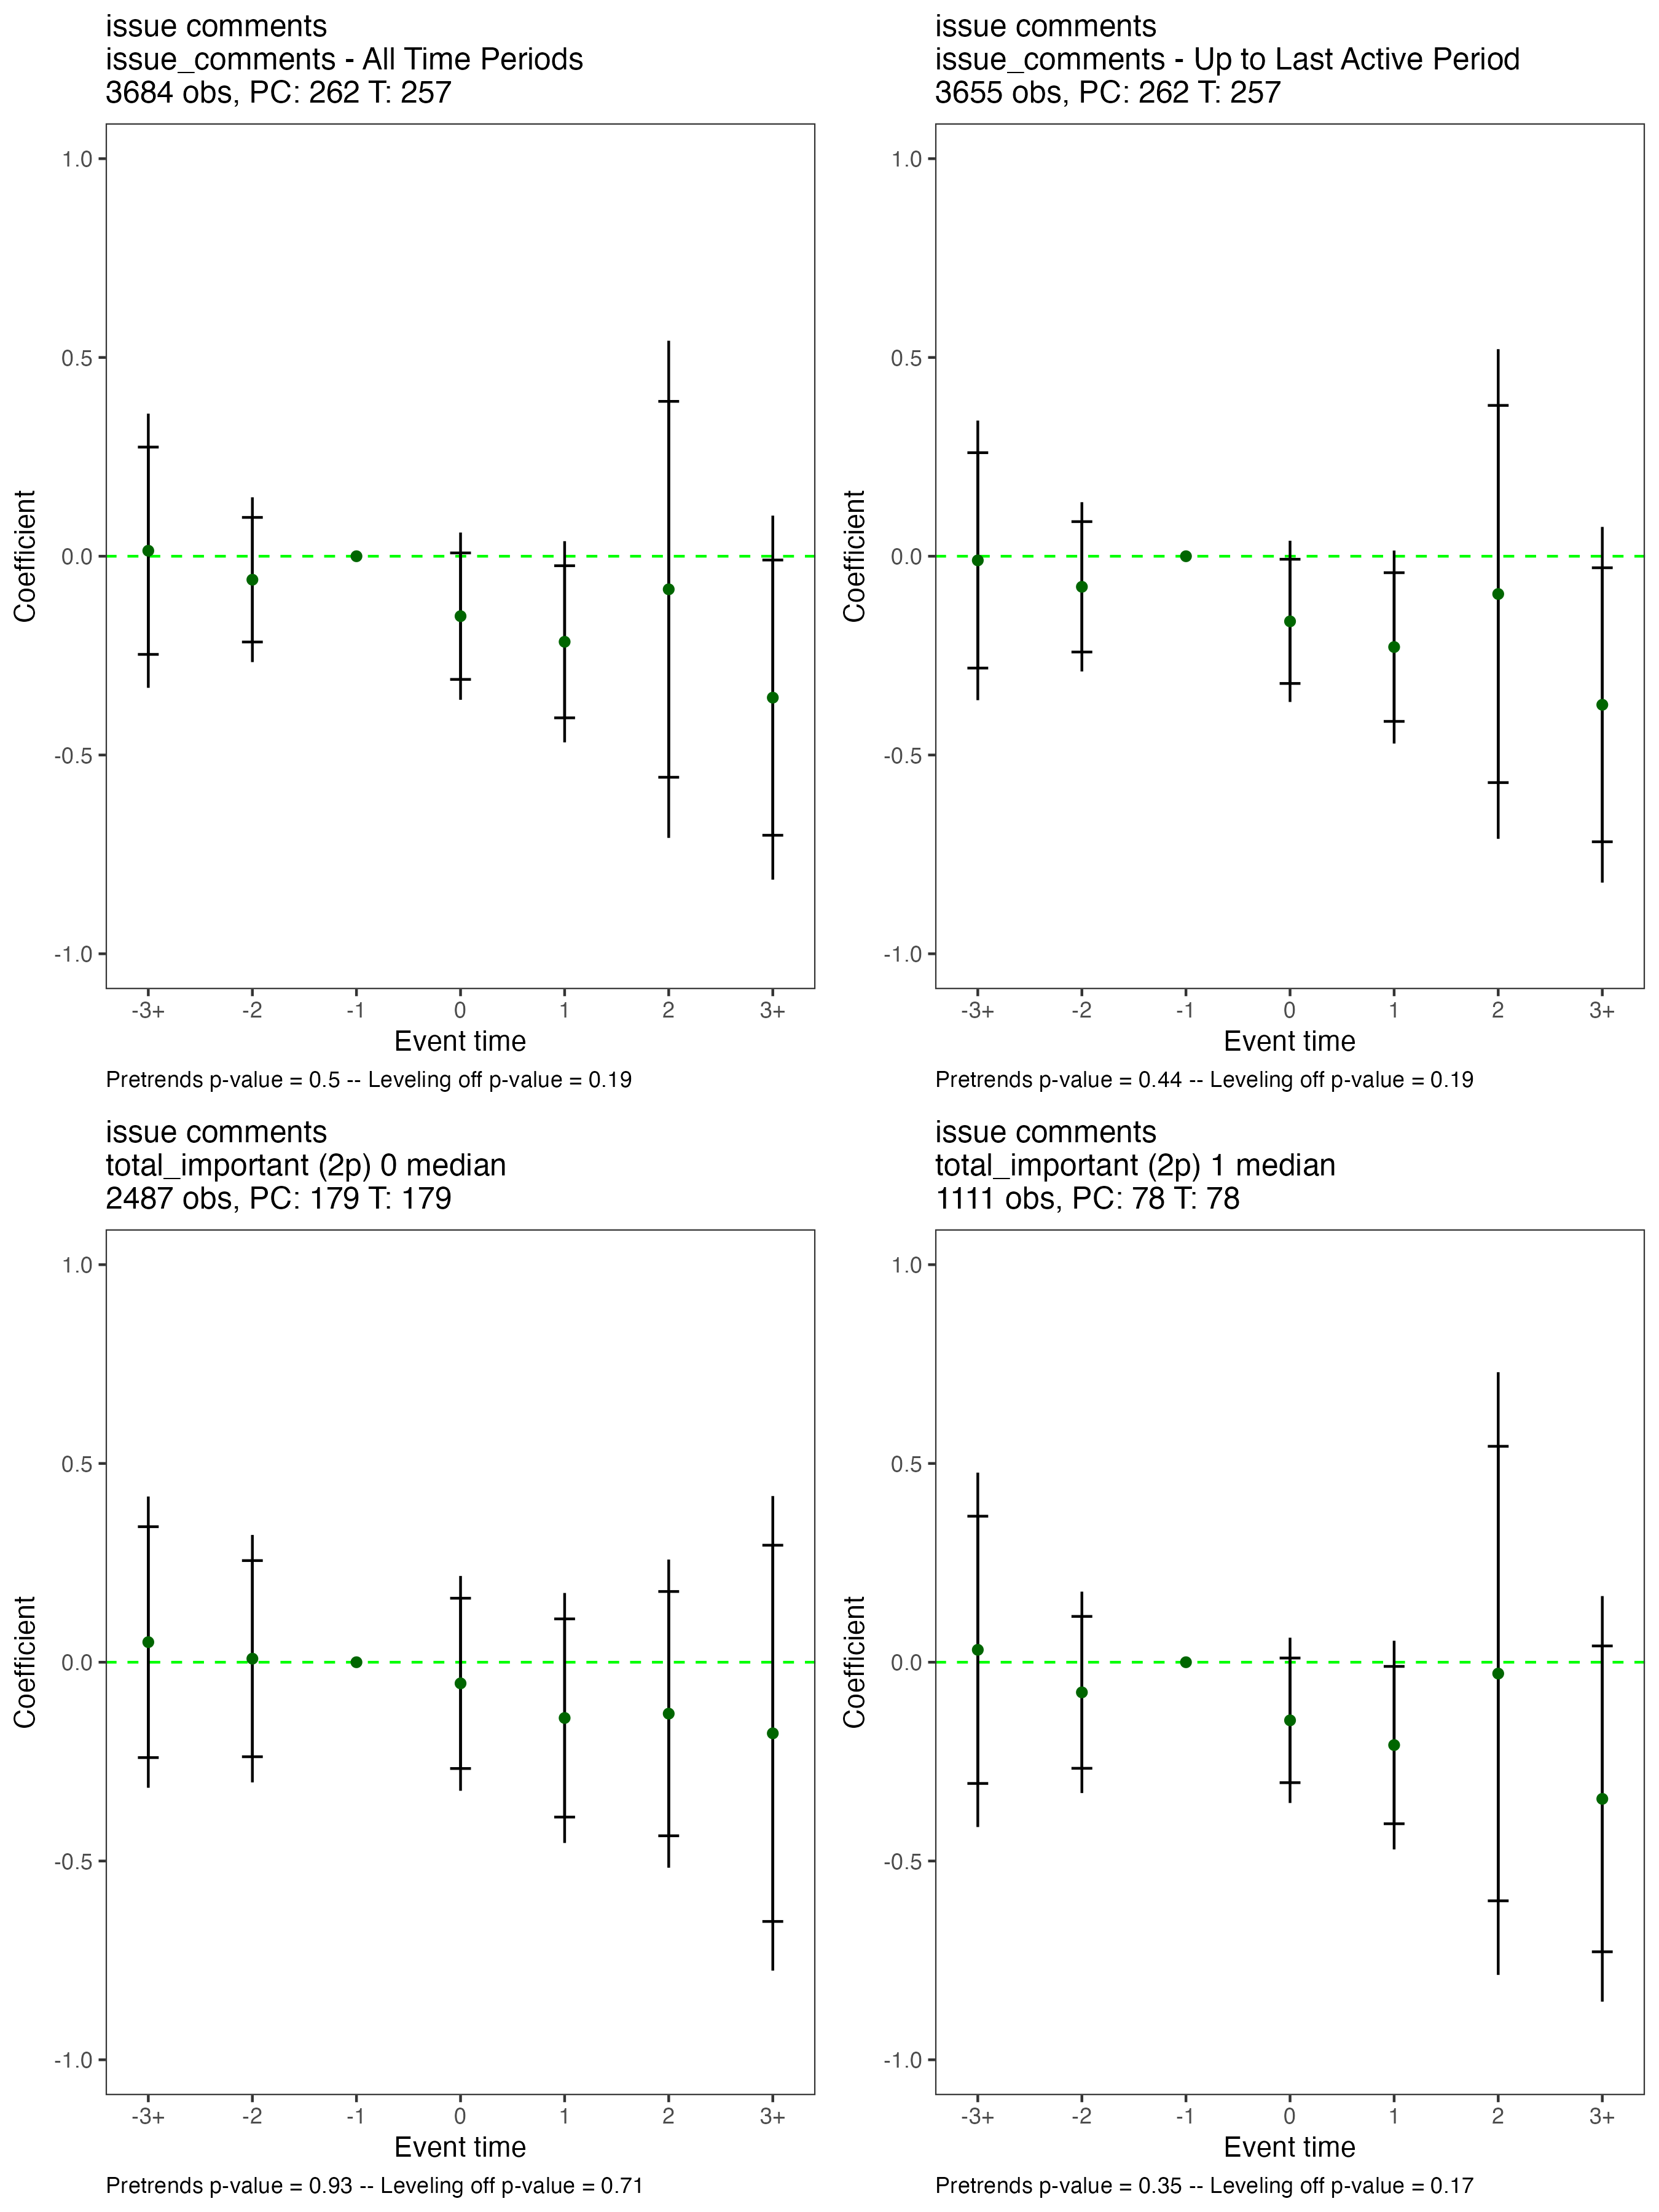 issue comments
issue_comments - All Time Periods
3684 obs, PC: 262 T: 257
1.0
0.5
0.0
-0.5
-1.0
Coefficient
-3+ -2 -1 0 1 2 3+
Event time
Pretrends p-value = 0.5 -- Leveling off p-value = 0.19
issue comments
issue_comments - Up to Last Active Period
3655 obs, PC: 262 T: 257
1.0
0.5
0.0
-0.5
-1.0
Coefficient
-3+ -2 -1 0 1 2 3+
Event time
Pretrends p-value = 0.44 -- Leveling off p-value = 0.19
issue comments
total_important (2p) 0 median
2487 obs, PC: 179 T: 179
1.0
0.5
0.0
-0.5
-1.0
Coefficient
-3+ -2 -1 0 1 2 3+
Event time
Pretrends p-value = 0.93 -- Leveling off p-value = 0.71
issue comments
total_important (2p) 1 median
1111 obs, PC: 78 T: 78
1.0
0.5
0.0
-0.5
-1.0
Coefficient
-3+ -2 -1 0 1 2 3+
Event time
Pretrends p-value = 0.35 -- Leveling off p-value = 0.17